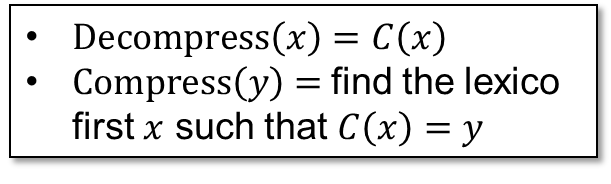 • Decompress(x) = C(x)
• Compress(y) = find the lexico
first x such that C(x) = y